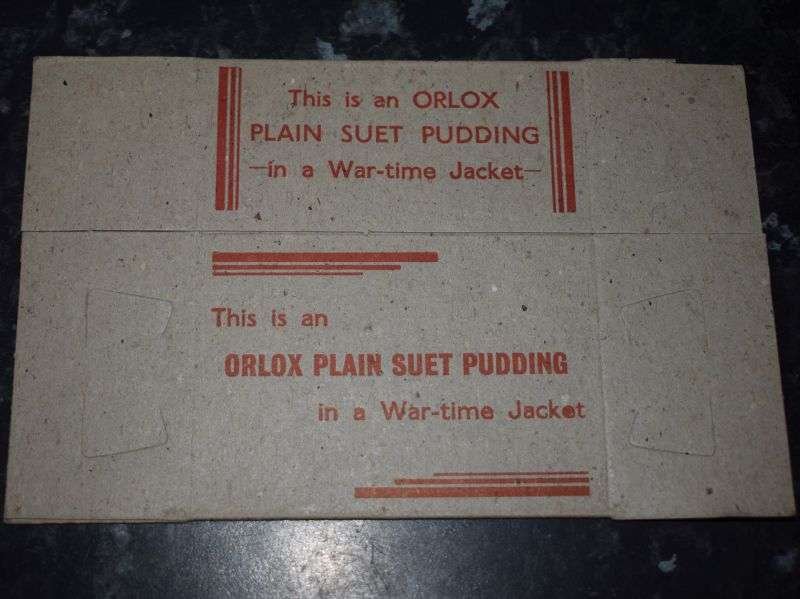 This is an ORLOX
PLAIN SUET PUDDING
—in a War-time Jacket—
This is an
ORLOX PLAIN SUET PUDDING
in a War-time Jacket